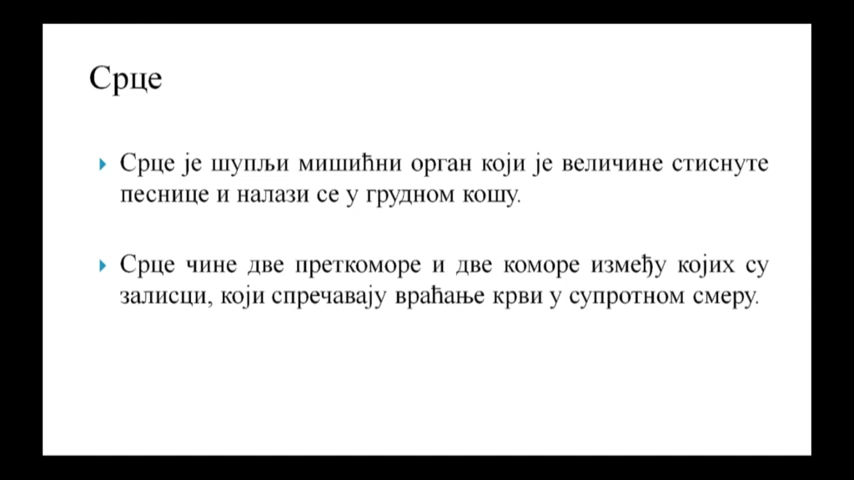 Срце
Срце је шупљи мишићни орган који је величине стиснуте
песнице и налази се у грудном кошу.
Срце чине две преткоморе и две коморе између којих су
залисци, који спречавају враћање крви у супротном смеру.